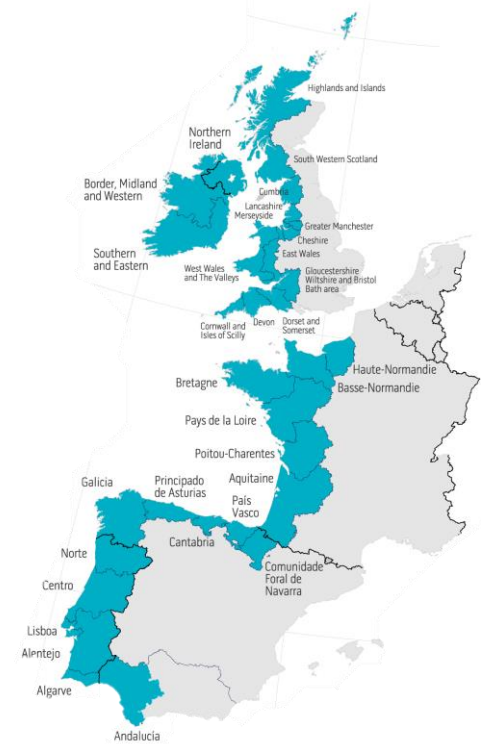 Highlands and Islands
Northern
Ireland
South Western Scotland
Border, Midland
and Western
Cumbria
Lancashire
Merseyside
Greater Manchester
Cheshire
East Wales
Southern
and Eastern
West Wales
and The Valleys
Gloucestershire
Wiltshire and Bristol
Bath area
Cornwall and
Isles of Scilly
Devon
Dorset and
Somerset
Haute-Normandie
Basse-Normandie
Bretagne
Pays de la Loire
Poitou-Charentes
Aquitaine
Galicia
Principado
de Asturias
País
Vasco
Cantabria
Norte
Comunidade
Foral de
Navarra
Centro
Lisboa
Alentejo
Algarve
Andalucía